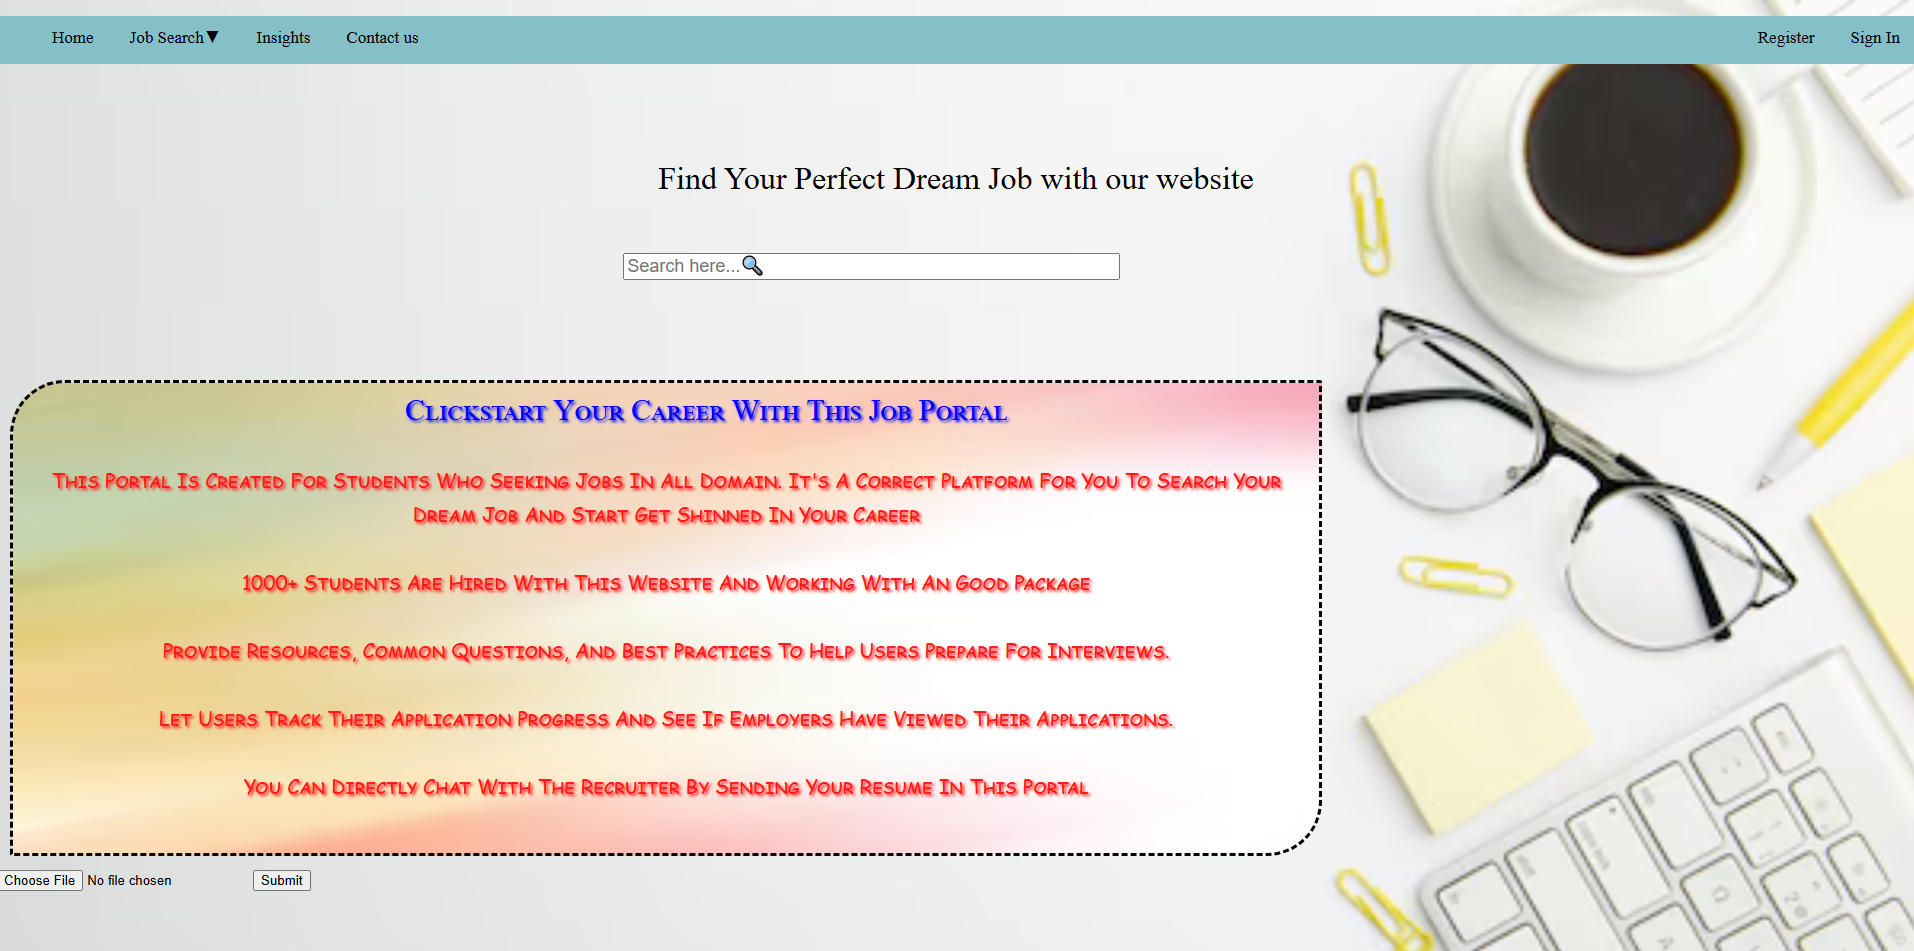 Home Job Search▼ Insights Contact us Register Sign In
Find Your Perfect Dream Job with our website
Search here...🔍
Clickstart Your Career With This Job Portal
This Portal Is Created For Students Who Seeking Jobs In All Domain. It's A Correct Platform For You To Search Your
Dream Job And Start Get Shinned In Your Career
1000+ Students Are Hired With This Website And Working With An Good Package
Provide Resources, Common Questions, And Best Practices To Help Users Prepare For Interviews.
Let Users Track Their Application Progress And See If Employers Have Viewed Their Applications.
You Can Directly Chat With The Recruiter By Sending Your Resume In This Portal
Choose File No file chosen Submit